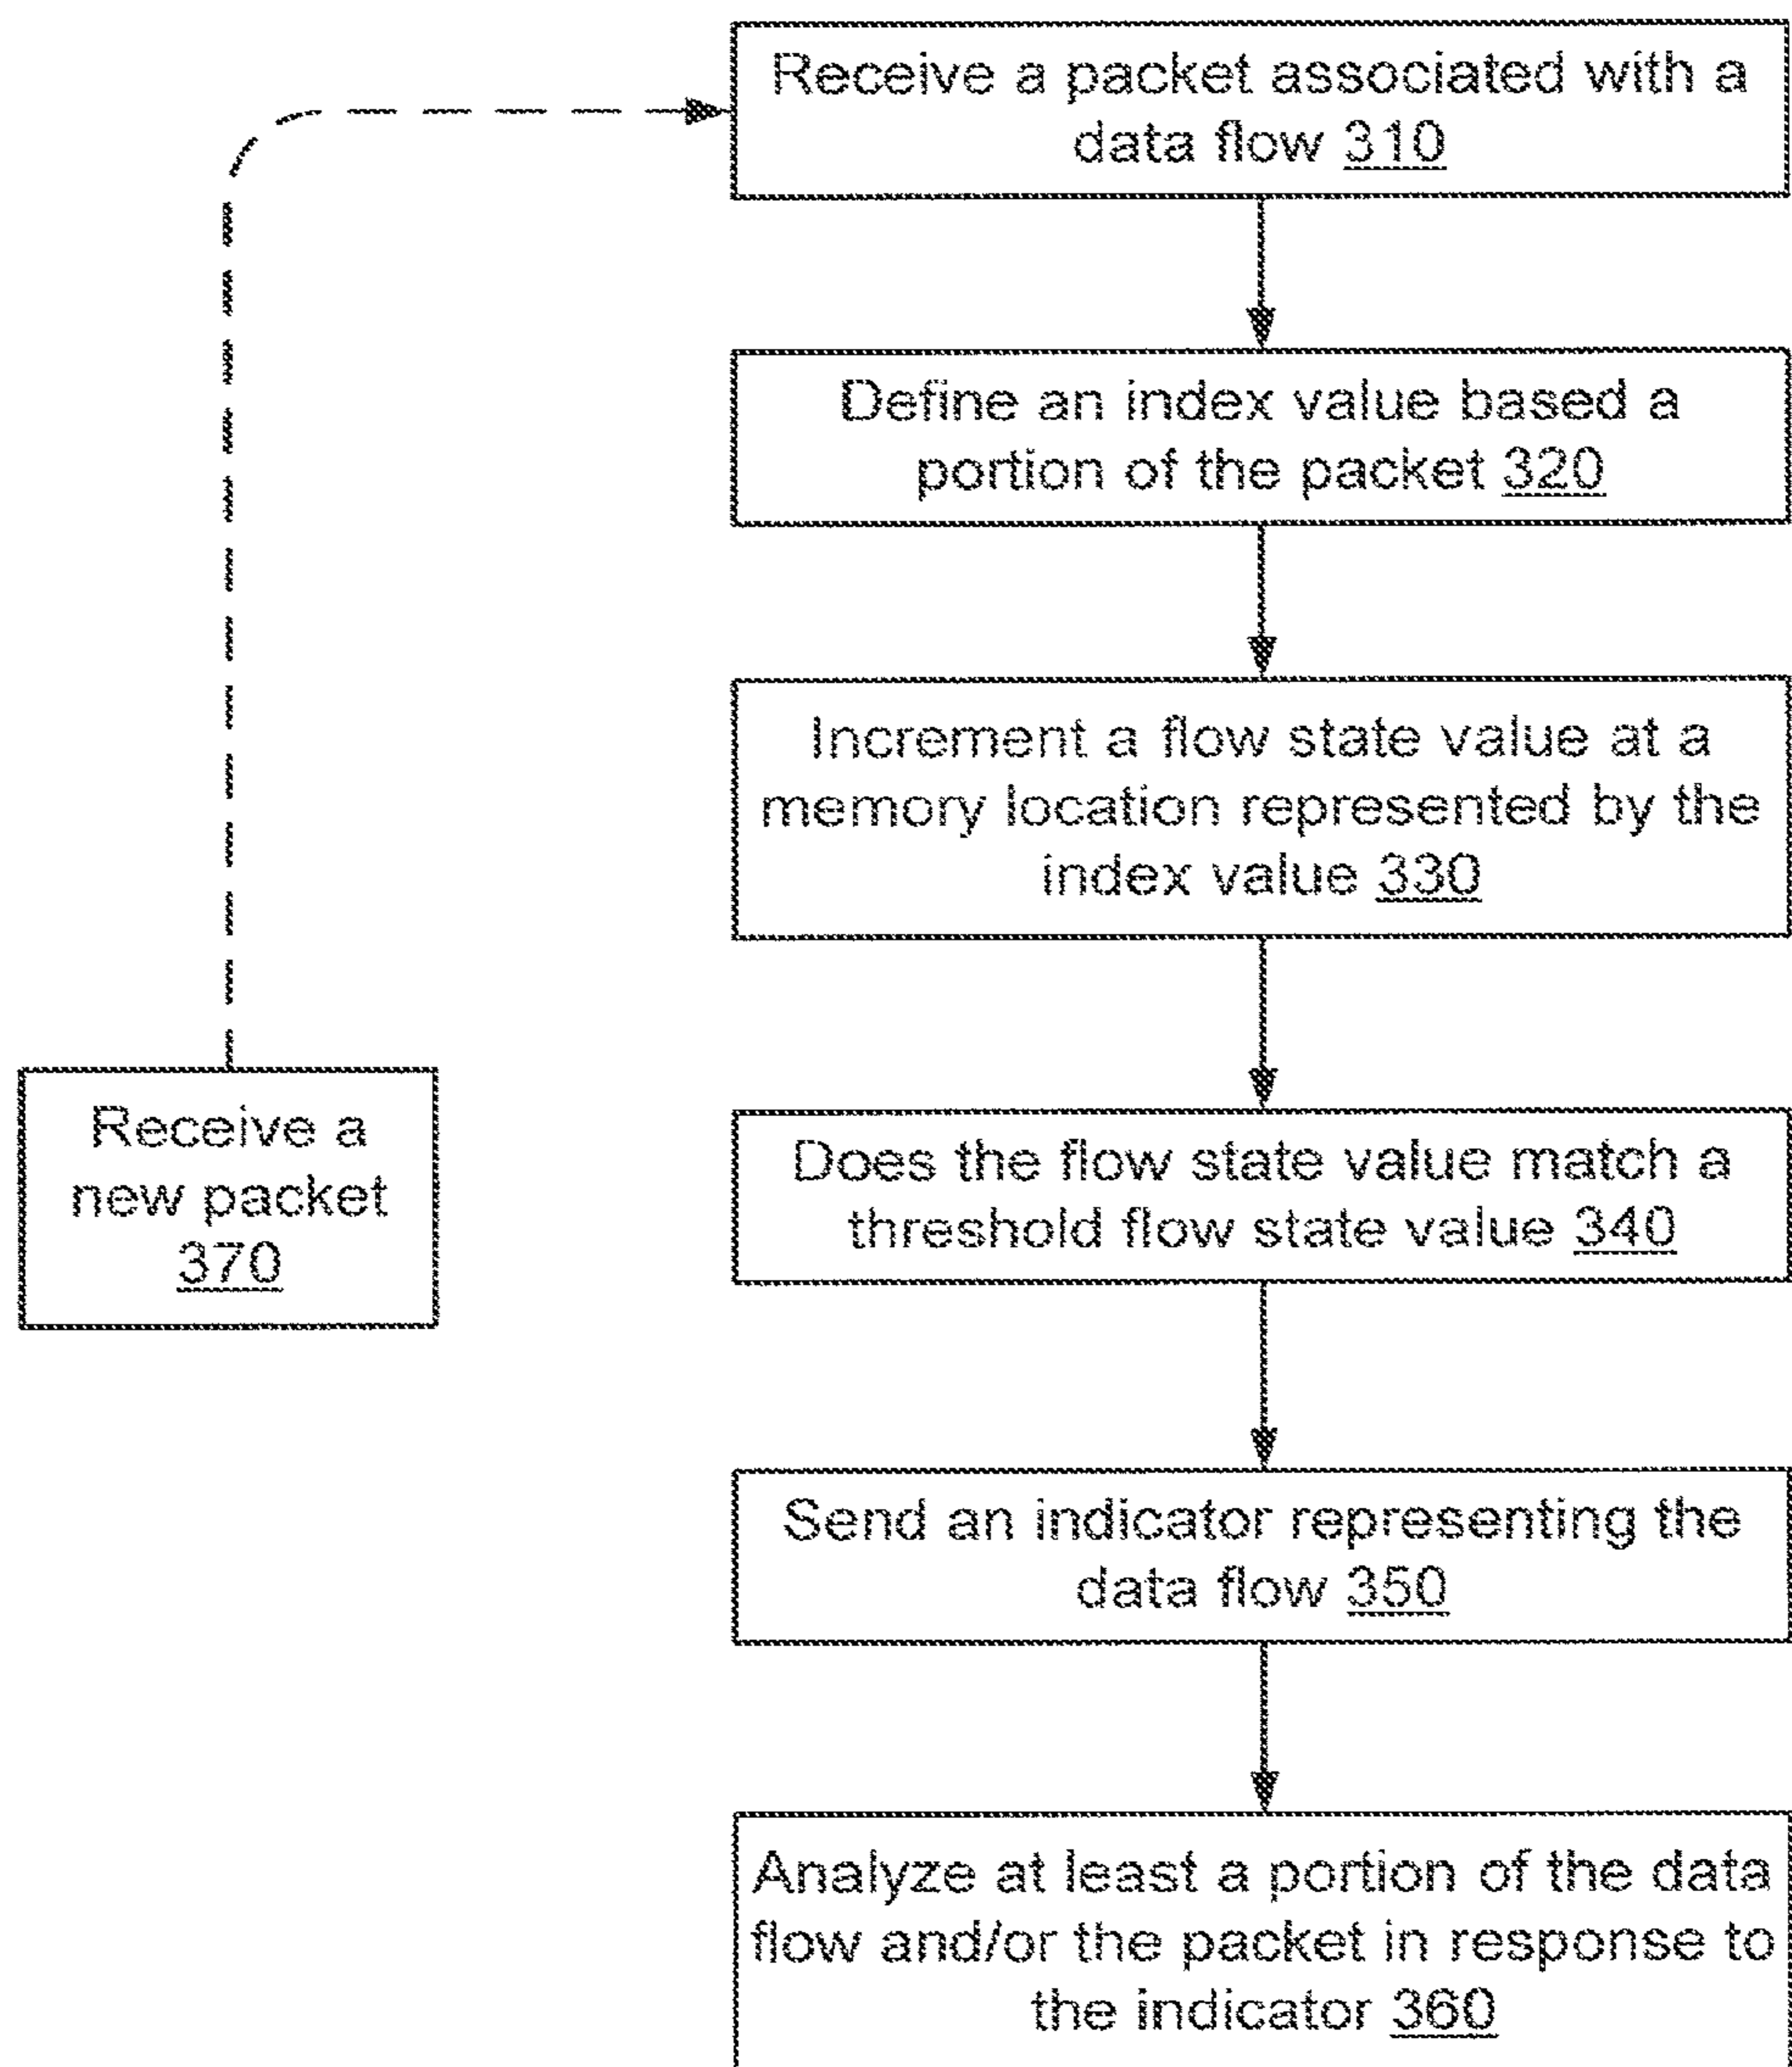 Receive a packet associated with a
data flow 310
Define an index value based a
portion of the packet 320
Increment a flow state value at a
memory location represented by the
index value 330
Receive a
new packet
370
Does the flow state value match a
threshold flow state value 340
Send an indicator representing the
data flow 350
Analyze at least a portion of the data
flow and/or the packet in response to
the indicator 360